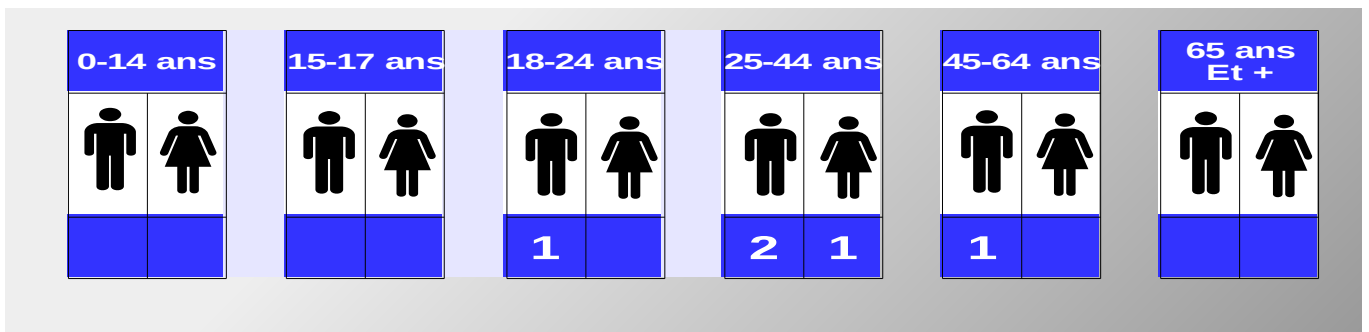 0-14 ans
15-17 ans
18-24 ans
25-44 ans
45-64 ans
65 ans
Et +
1
2
1
1